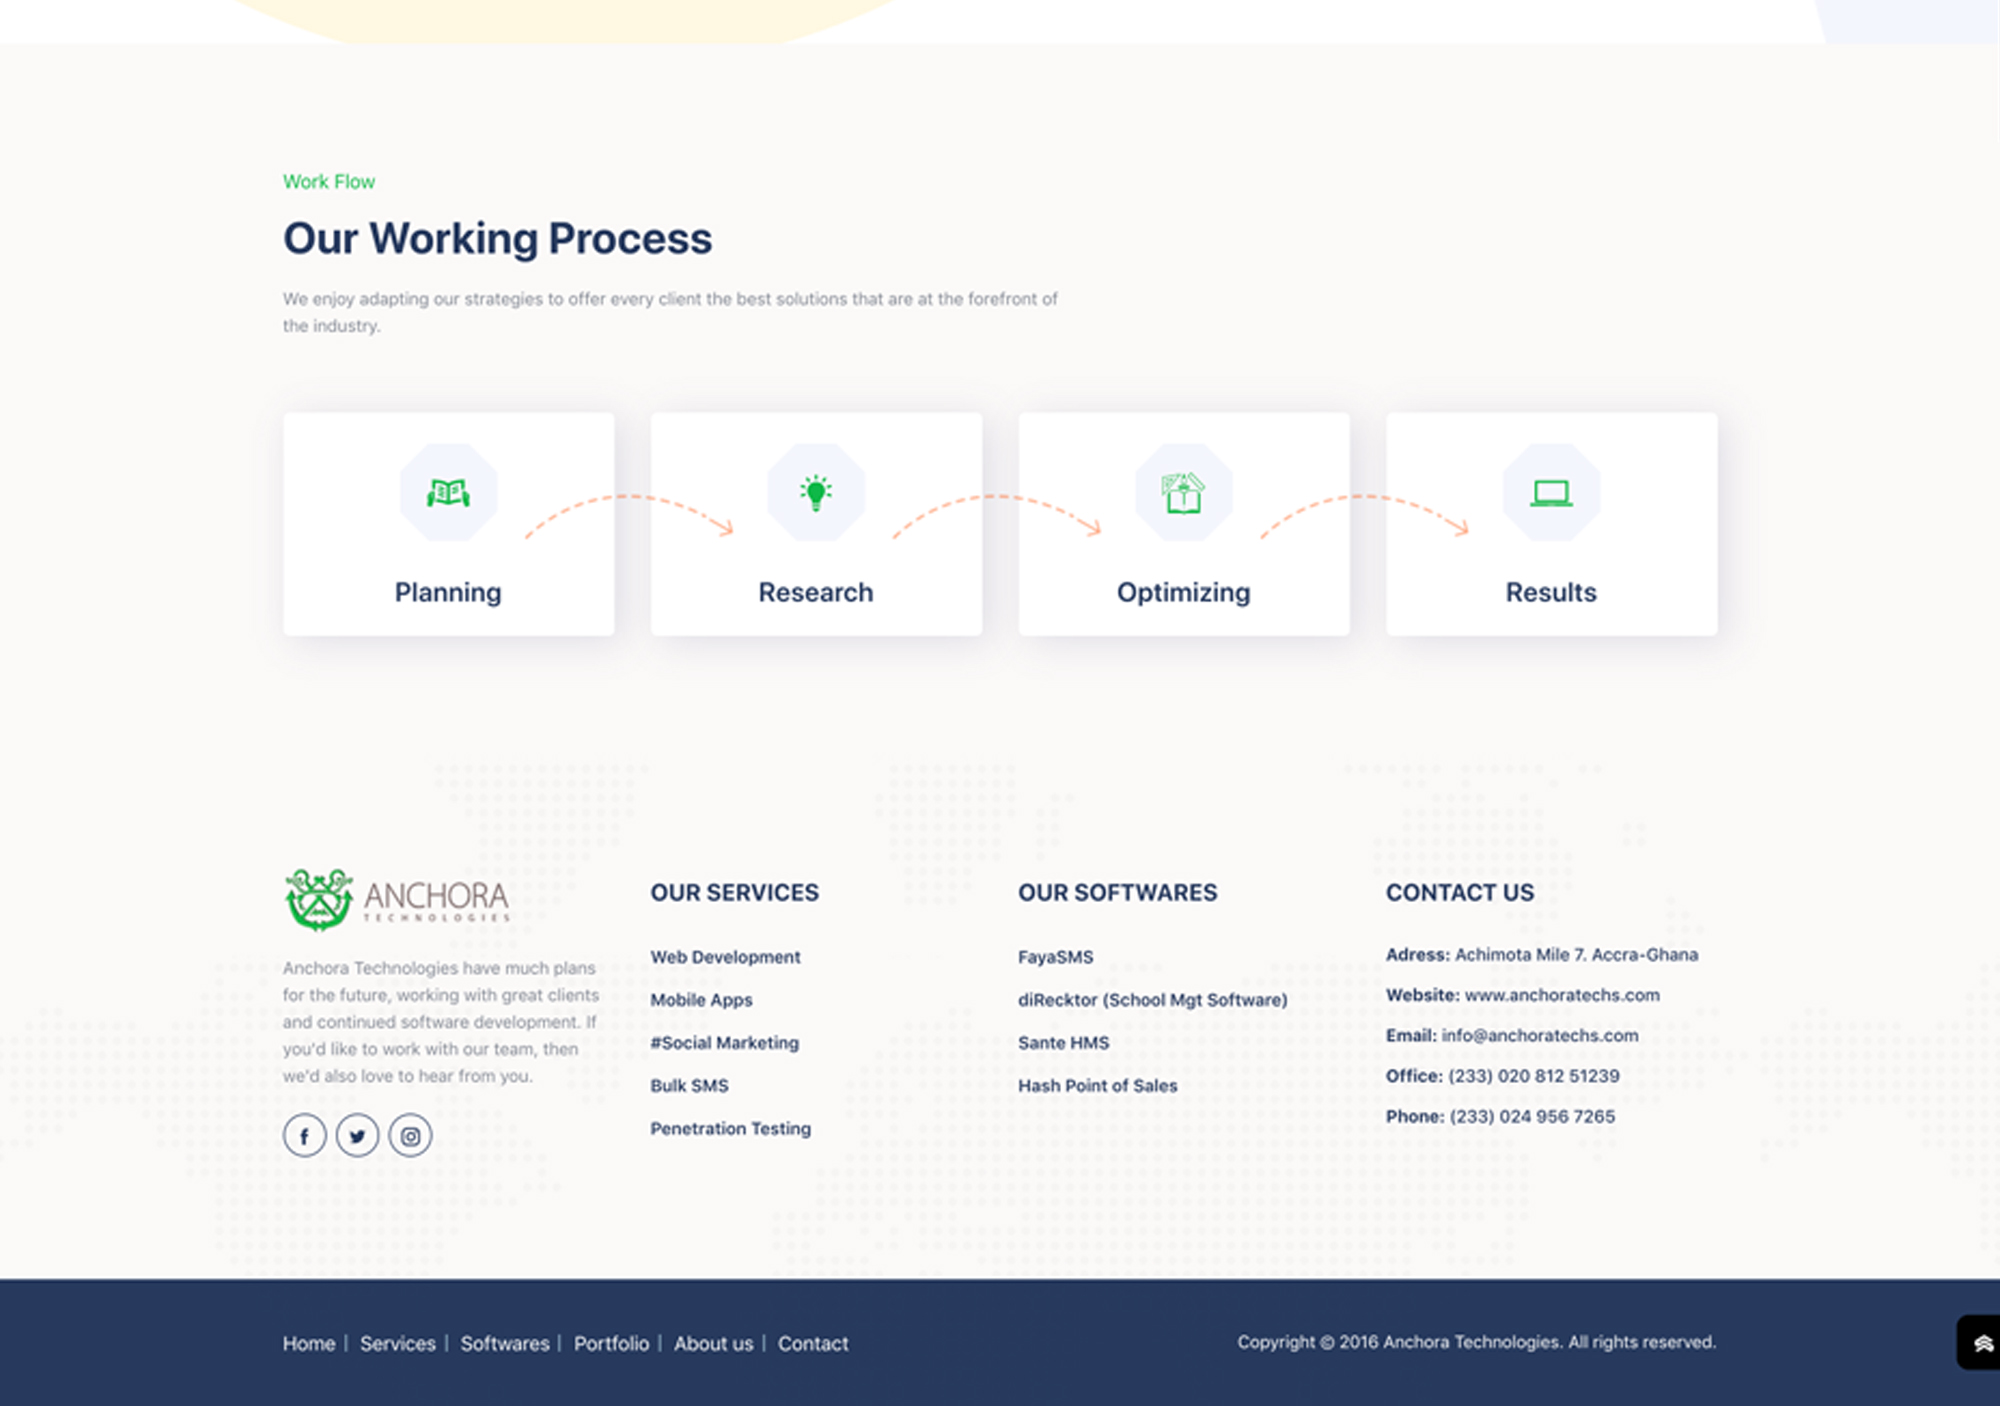 Work Flow
Our Working Process
We enjoy adapting our strategies to offer every client the best solutions that are at the forefront of
the industry.
Planning
Research
Optimizing
Results
ANCHORA
TECHNOLOGIES
Anchora Technologies have much plans
for the future, working with great clients
and continued software development. If
you'd like to work with our team, then
we'd also love to hear from you.
OUR SERVICES
Web Development
Mobile Apps
#Social Marketing
Bulk SMS
Penetration Testing
OUR SOFTWARES
FayaSMS
diRecktor (School Mgt Software)
Sante HMS
Hash Point of Sales
CONTACT US
Adress: Achimota Mile 7. Accra-Ghana
Website: www.anchoratechs.com
Email: info@anchoratechs.com
Office: (233) 020 812 51239
Phone: (233) 024 956 7265
Home | Services | Softwares | Portfolio | About us | Contact
Copyright © 2016 Anchora Technologies. All rights reserved.